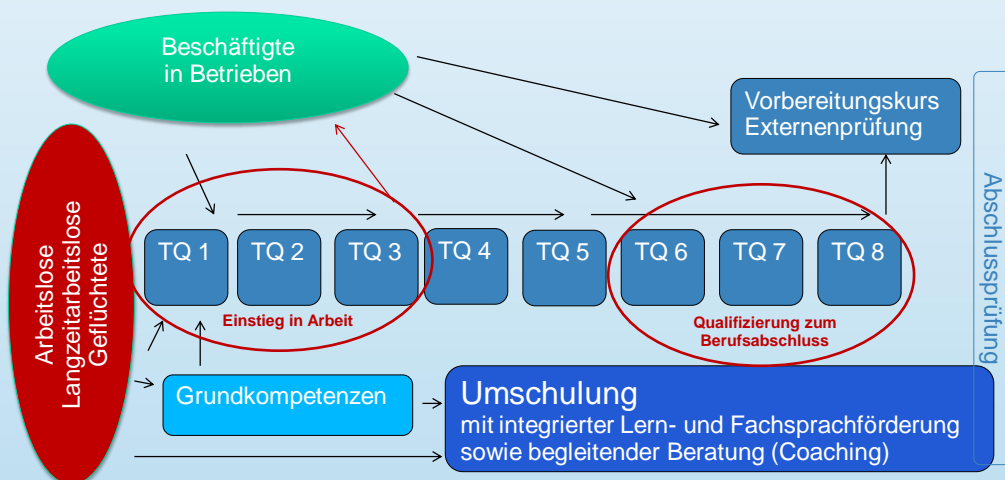 Beschäftigte
in Betrieben
Vorbereitungskurs
Externenprüfung
Arbeitslose
Langzeitarbeitslose
Geflüchtete
TQ 1
TQ 2
TQ 3
TQ 4
TQ 5
TQ 6
TQ 7
TQ 8
Einstieg in Arbeit
Qualifizierung zum
Berufsabschluss
Grundkompetenzen
Umschulung
mit integrierter Lern- und Fachsprachförderung
sowie begleitender Beratung (Coaching)
Abschlussprüfung